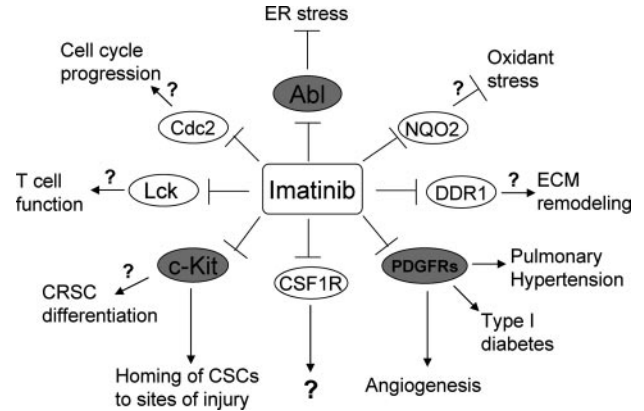 ER stress
Cell cycle
progression
?
Abl
?
Oxidant
stress
Cdc2
NQO2
T cell
function
?
Lck
Imatinib
DDR1
?
ECM
remodeling
c-Kit
CSF1R
PDGFRs
Pulmonary
Hypertension
?
CRSC
differentiation
Type I
diabetes
Homing of CSCs
to sites of injury
?
Angiogenesis